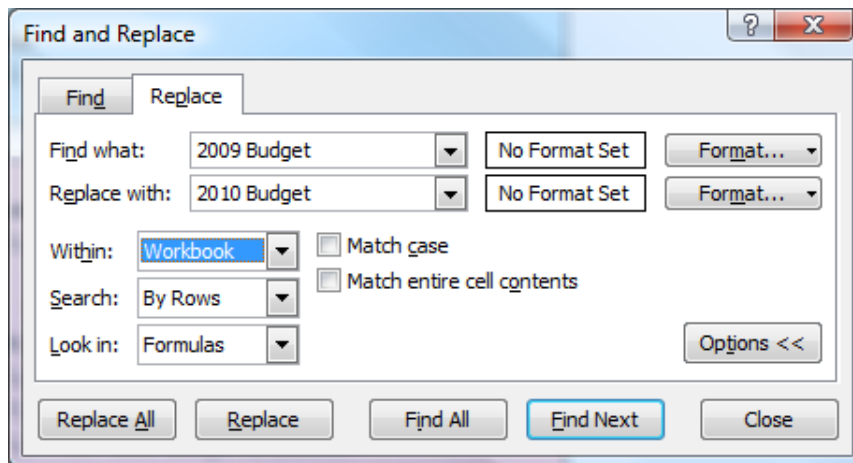 Find and Replace
?
X
Find Replace
Find what: 2009 Budget No Format Set Format...
Replace with: 2010 Budget No Format Set Format...
Within: Workbook Match case
Search: By Rows Match entire cell contents
Look in: Formulas Options <<
Replace All Replace Find All Find Next Close